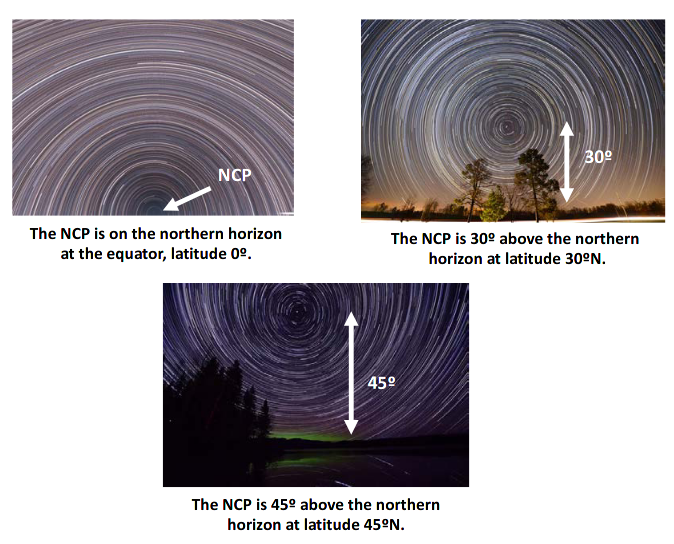 NCP
The NCP is on the northern horizon
at the equator, latitude 0º.
30º
The NCP is 30º above the northern
horizon at latitude 30ºN.
45º
The NCP is 45º above the northern
horizon at latitude 45ºN.